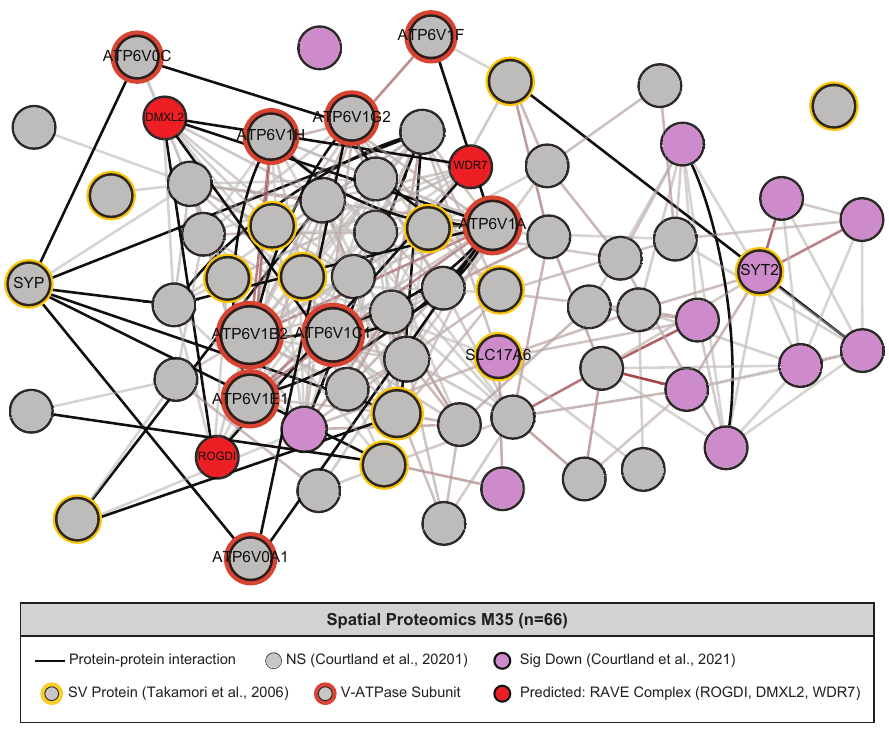 ATP6V1F
ATP6V0C
DMXL2
ATP6V1G2
ATP6V1H
WDR7
ATP6V1A
SYT2
SYP
ATP6V1B2
ATP6V1C1
SLC17A6
ATP6V1E1
ROGDI
ATP6V0A1
Spatial Proteomics M35 (n=66)
Protein-protein interaction
NS (Courtland et al., 20201)
Sig Down (Courtland et al., 2021)
SV Protein (Takamori et al., 2006)
V-ATPase Subunit
Predicted: RAVE Complex (ROGDI, DMXL2, WDR7)